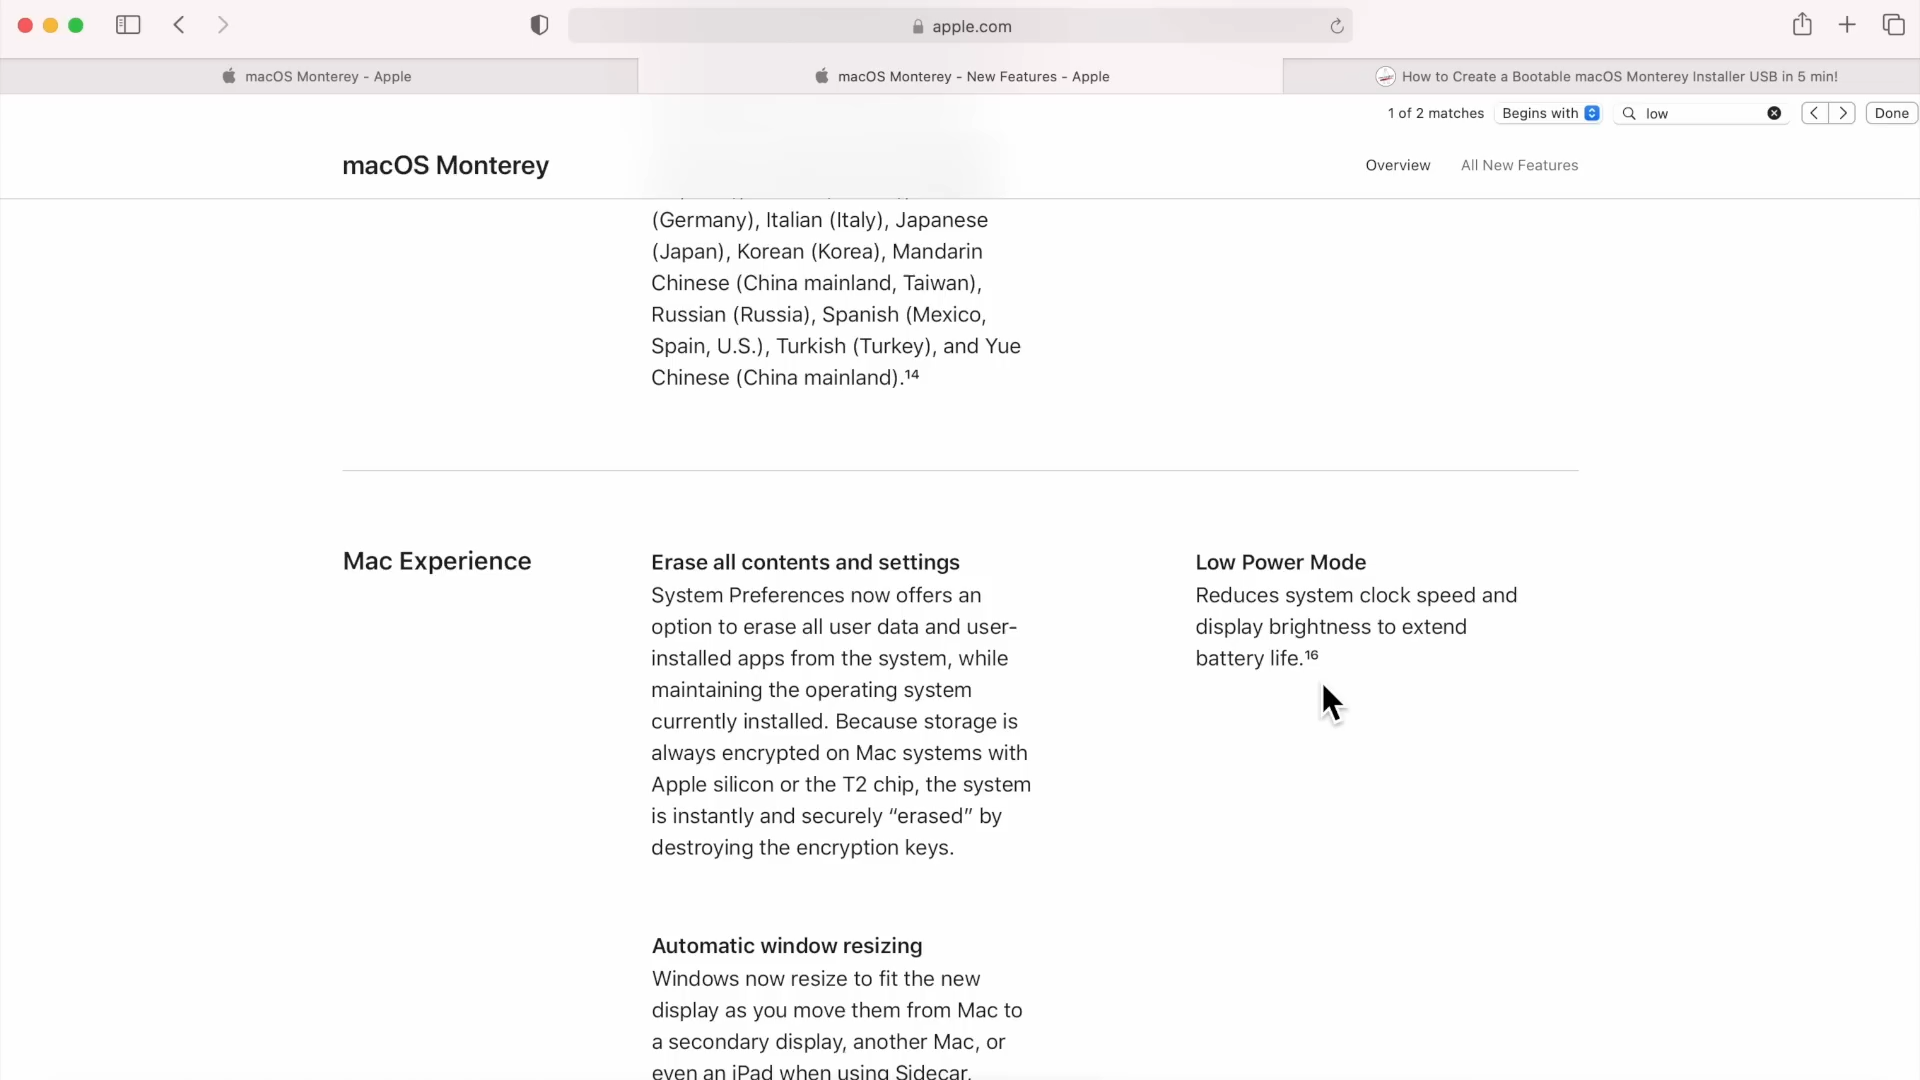 apple.com
macOS Monterey - Apple
macOS Monterey - New Features - Apple
How to Create a Bootable macOS Monterey Installer USB in 5 min!
1 of 2 matches
Begins with
low
Done
macOS Monterey
Overview
All New Features
(Germany), Italian (Italy), Japanese
(Japan), Korean (Korea), Mandarin
Chinese (China mainland, Taiwan),
Russian (Russia), Spanish (Mexico,
Spain, U.S.), Turkish (Turkey), and Yue
Chinese (China mainland).¹⁴
Mac Experience
Erase all contents and settings
System Preferences now offers an
option to erase all user data and user-
installed apps from the system, while
maintaining the operating system
currently installed. Because storage is
always encrypted on Mac systems with
Apple silicon or the T2 chip, the system
is instantly and securely “erased” by
destroying the encryption keys.
Automatic window resizing
Windows now resize to fit the new
display as you move them from Mac to
a secondary display, another Mac, or
even an iPad when using Sidecar.
Low Power Mode
Reduces system clock speed and
display brightness to extend
battery life.¹⁶